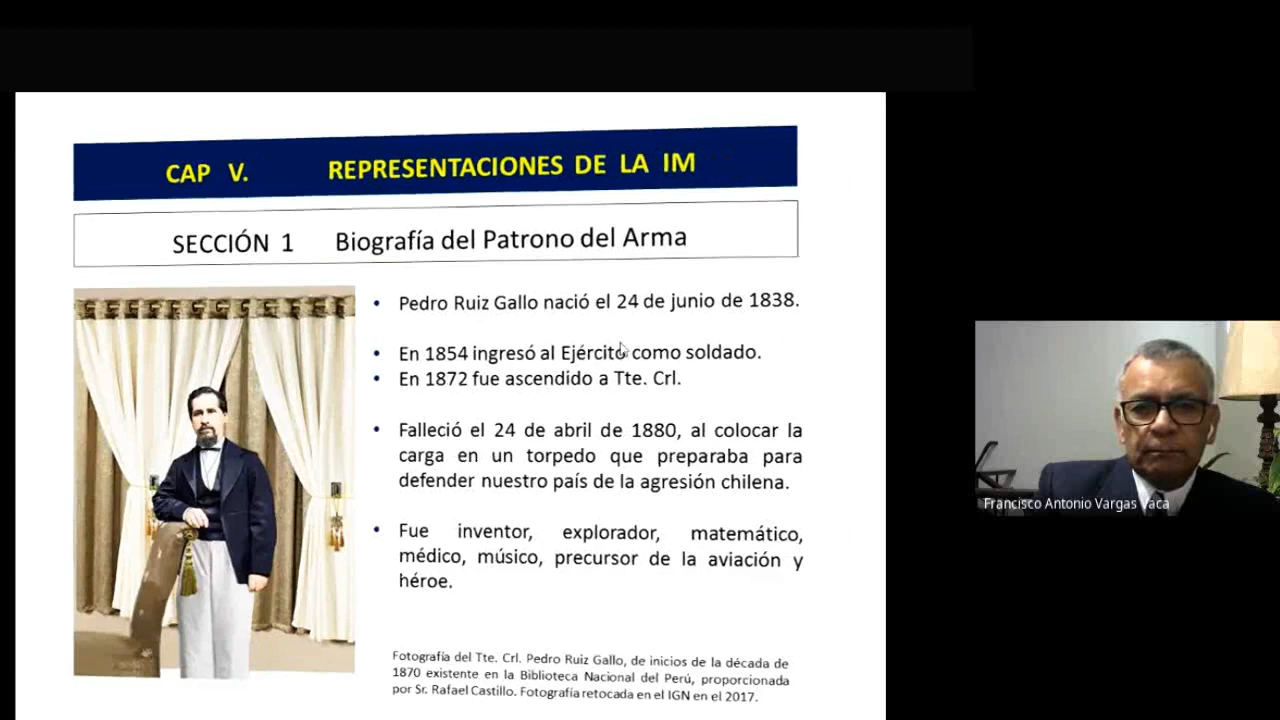 CAP V. REPRESENTACIONES DE LA IM
SECCIÓN 1 Biografía del Patrono del Arma
• Pedro Ruiz Gallo nació el 24 de junio de 1838.
• En 1854 ingresó al Ejército como soldado.
• En 1872 fue ascendido a Tte. Crl.
• Falleció el 24 de abril de 1880, al colocar la
carga en un torpedo que preparaba para
defender nuestro país de la agresión chilena.
• Fue inventor, explorador, matemático,
médico, músico, precursor de la aviación y
héroe.
Fotografía del Tte. Crl. Pedro Ruiz Gallo, de inicios de la década de
1870 existente en la Biblioteca Nacional del Perú, proporcionada
por Sr. Rafael Castillo. Fotografía retocada en el IGN en el 2017.
Francisco Antonio Vargas Vaca